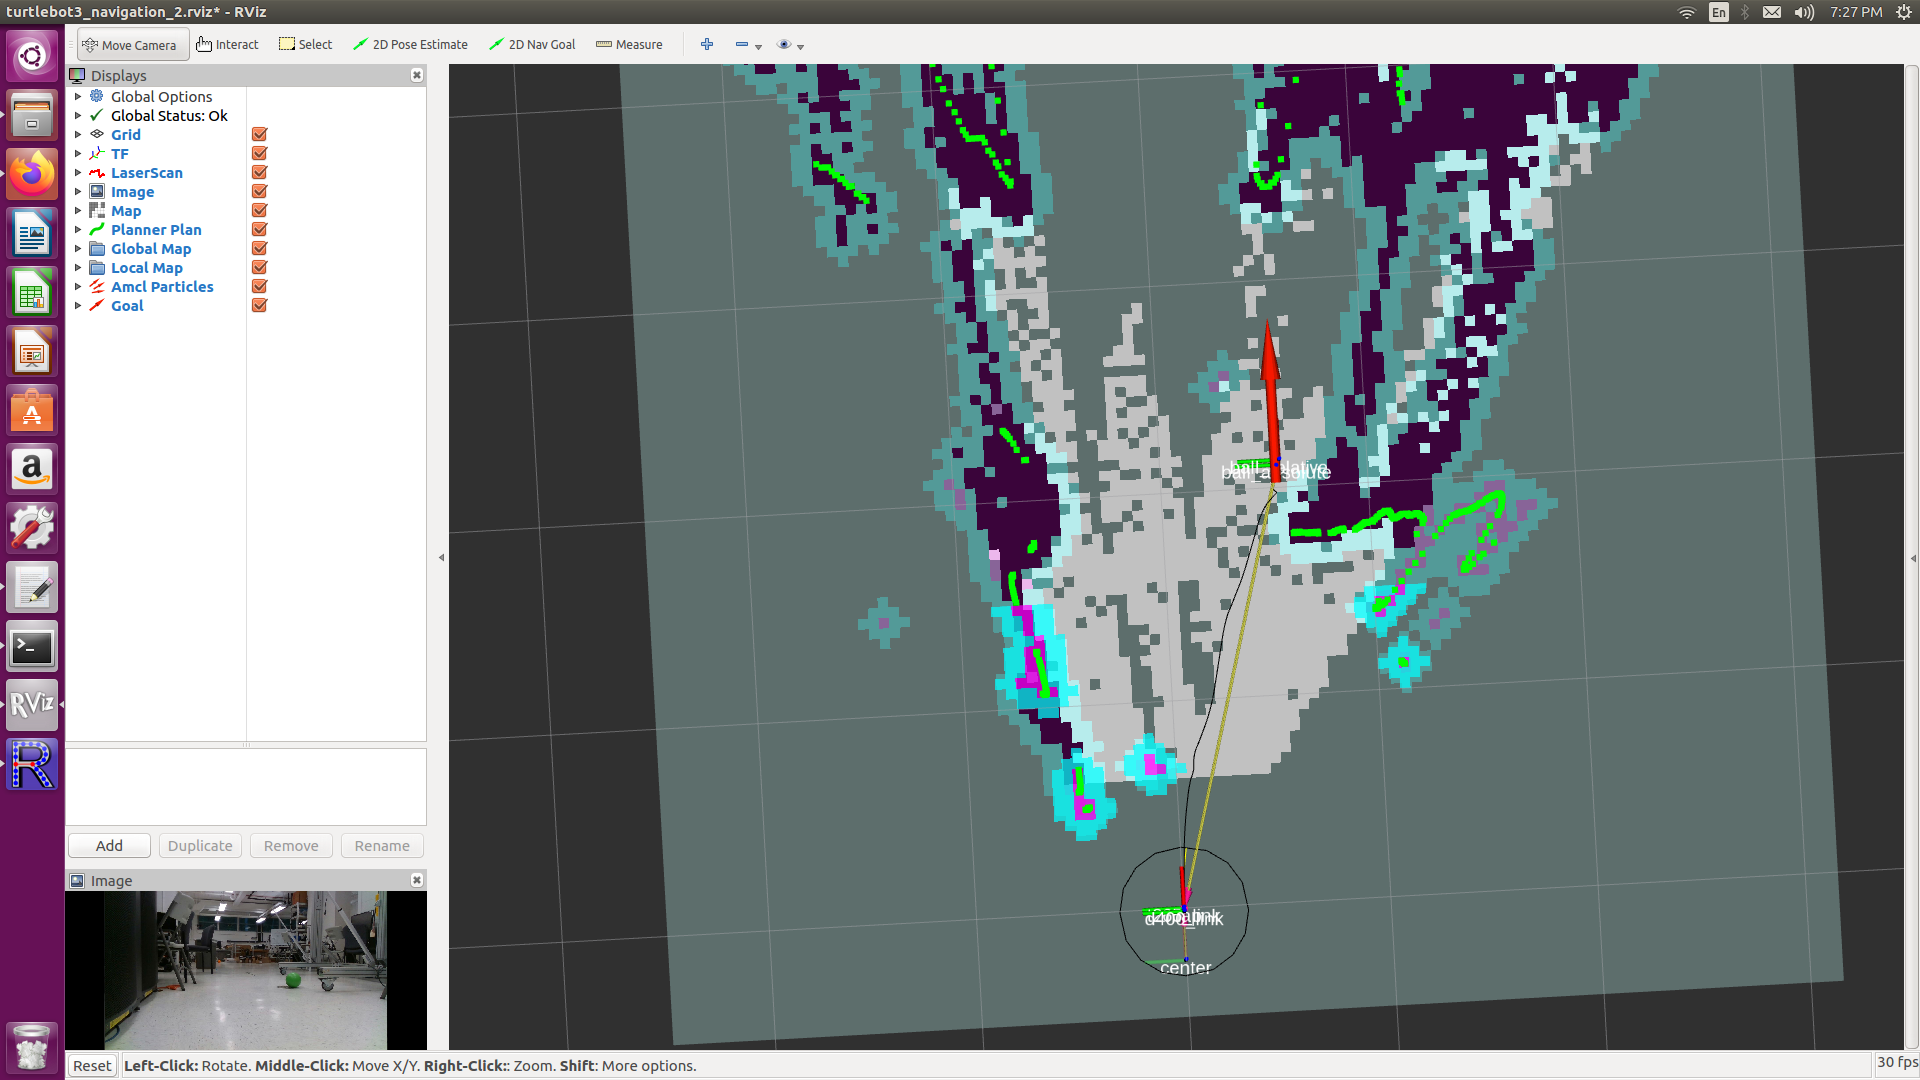 turtlebot3_navigation_2.rviz* - RViz
En
7:27 PM
Move Camera
Interact
Select
2D Pose Estimate
2D Nav Goal
Measure
Displays
Global Options
Global Status: Ok
Grid
TF
LaserScan
Image
Map
Planner Plan
Global Map
Local Map
Amcl Particles
Goal
Add
Duplicate
Remove
Rename
Image
ball_absolute
center
RViz
Reset
Left-Click: Rotate. Middle-Click: Move X/Y. Right-Click:: Zoom. Shift: More options.
30 fps